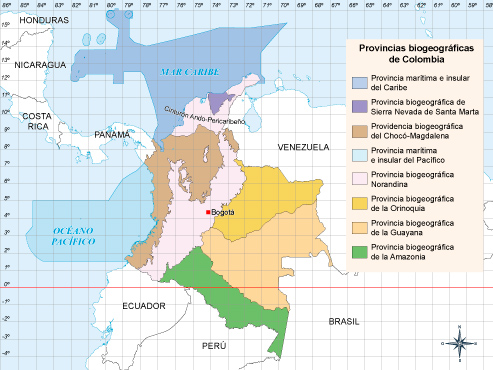 86° 85° 84° 83° 82° 81° 80° 79° 78° 77° 76° 75° 74° 73° 72° 71° 70° 69° 68° 67° 66° 65° 64° 63° 62° 61° 60° 59° 58°
HONDURAS
15°
14°
NICARAGUA
13°
12°
11°
10°
9°
8°
7°
6°
5°
4°
3°
2°
1°
0°
-1°
-2°
-3°
-4°
MAR CARIBE
Cinturón Ando-Pericaribeño
COSTA
RICA
PANAMÁ
VENEZUELA
Bogotá
OCÉANO
PACÍFICO
ECUADOR
PERÚ
BRASIL
Provincias biogeográficas
de Colombia
Provincia marítima e insular
del Caribe
Provincia biogeográfica de
Sierra Nevada de Santa Marta
Providencia biogeográfica
del Chocó-Magdalena
Provincia marítima
e insular del Pacífico
Provincia biogeográfica
Norandina
Provincia biogeográfica
de la Orinoquia
Provincia biogeográfica
de la Guayana
Provincia biogeográfica
de la Amazonia
N